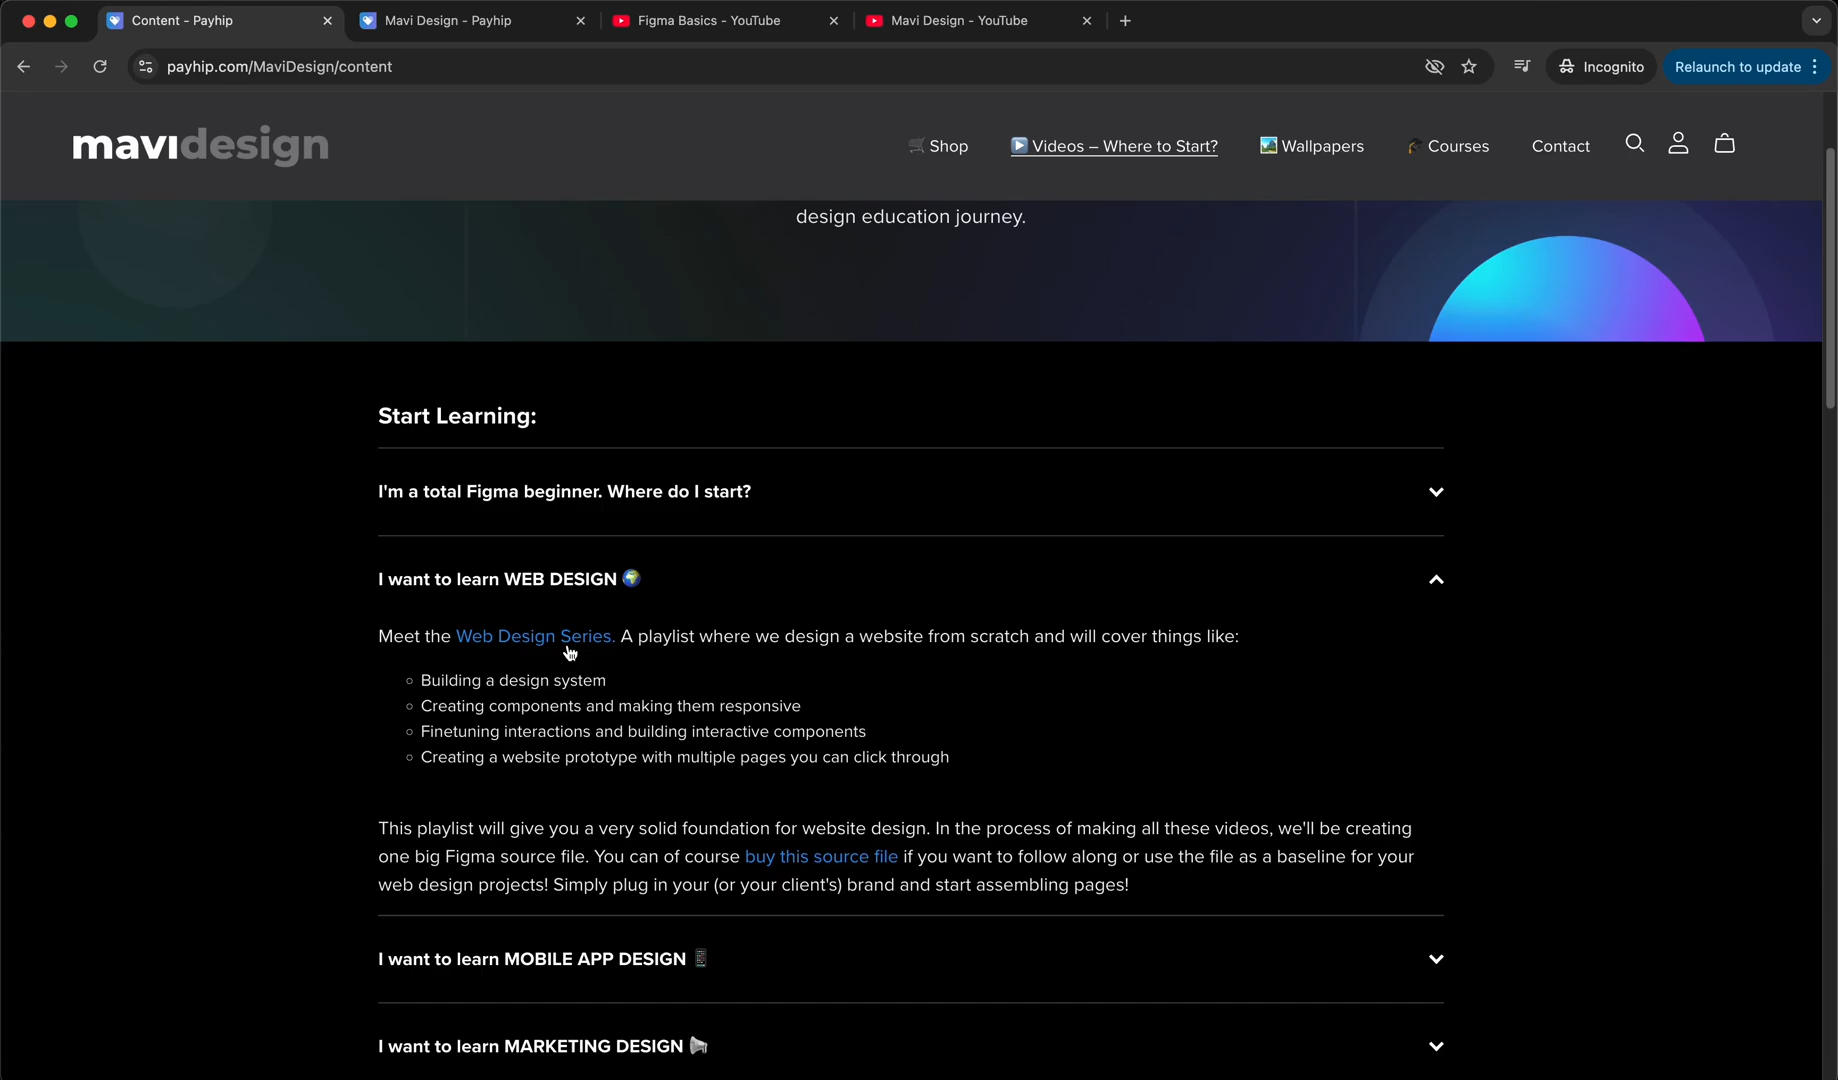 Content - Payhip
Mavi Design - Payhip
Figma Basics - YouTube
Mavi Design - YouTube
payhip.com/MaviDesign/content
Incognito
Relaunch to update
mavidesign
Shop
Videos – Where to Start?
Wallpapers
Courses
Contact
design education journey.
Start Learning:
I'm a total Figma beginner. Where do I start?
I want to learn WEB DESIGN 🌍
Meet the Web Design Series. A playlist where we design a website from scratch and will cover things like:
Building a design system
Creating components and making them responsive
Finetuning interactions and building interactive components
Creating a website prototype with multiple pages you can click through
This playlist will give you a very solid foundation for website design. In the process of making all these videos, we'll be creating
one big Figma source file. You can of course buy this source file if you want to follow along or use the file as a baseline for your
web design projects! Simply plug in your (or your client's) brand and start assembling pages!
I want to learn MOBILE APP DESIGN 📱
I want to learn MARKETING DESIGN 📣